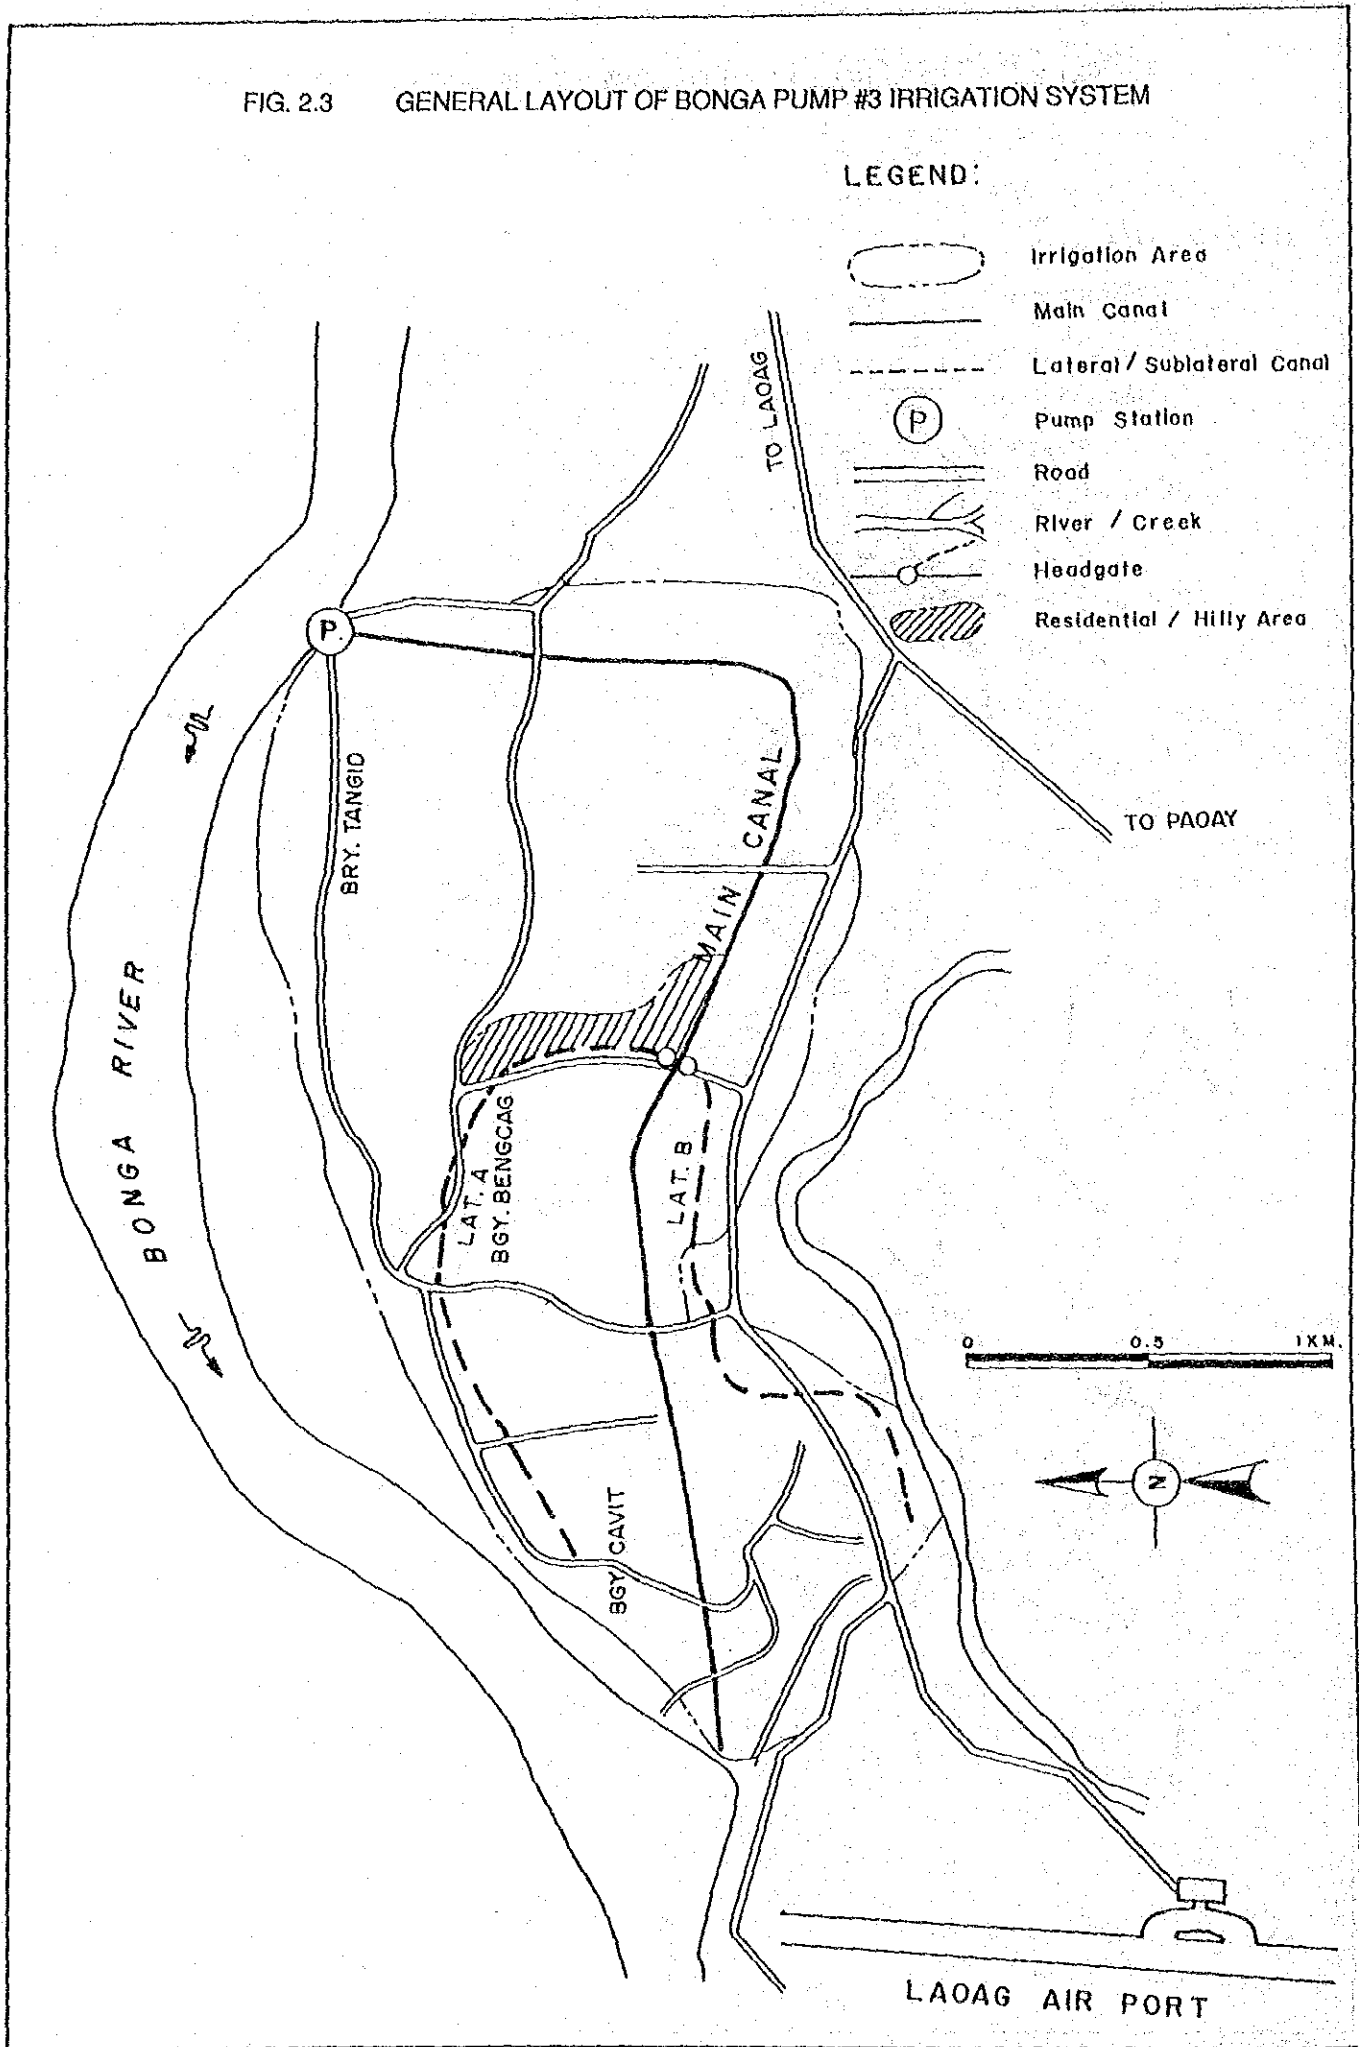 FIG. 2.3 GENERAL LAYOUT OF BONGA PUMP #3 IRRIGATION SYSTEM
LEGEND:
Irrigation Area
Main Canal
Lateral / Sublateral Canal
P Pump Station
Road
River / Creek
Headgate
Residential / Hilly Area
TO LAOAG
P.
BRY. TANGID
MAIN CANAL
TO PAOAY
BONGA RIVER
LAT. A
BGY. BENGCAG
LAT. B
0 0.5 1KM.
N
BGY. CAVIT
LAOAG AIR PORT